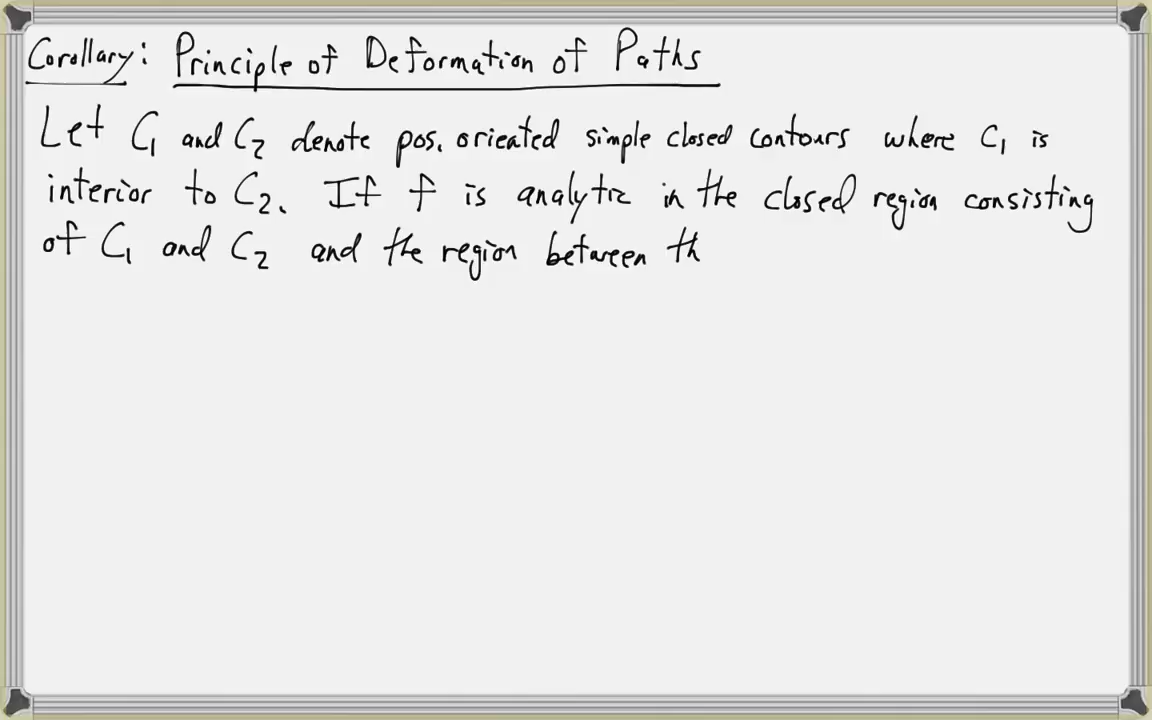 Corollary: Principle of Deformation of Paths
Let C₁ and C₂ denote pos. oriented simple closed contours where C₁ is
interior to C₂. If f is analytic in the closed region consisting
of C₁ and C₂ and the region between th